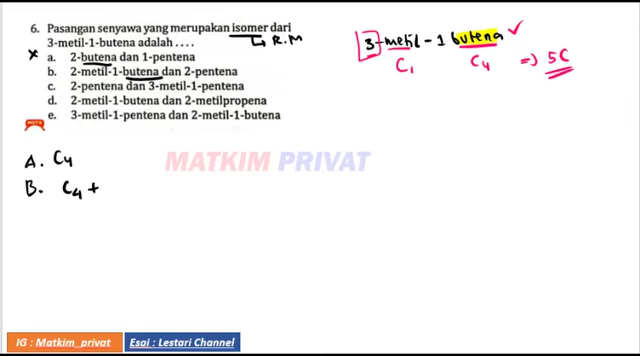 6. Pasangan senyawa yang merupakan isomer dari
3-metil-1-butena adalah ....
↳ R.M
x a. 2-butena dan 1-pentena
b. 2-metil-1-butena dan 2-pentena
c. 2-pentena dan 3-metil-1-pentena
d. 2-metil-1-butena dan 2-metilpropena
e. 3-metil-1-pentena dan 2-metil-1-butena
3-metil-1 butena ✓
C₁ C₄ => 5C
A. C₄
B. C₄ +
MATKIM PRIVAT
IG : Matkim_privat Esai : Lestari Channel